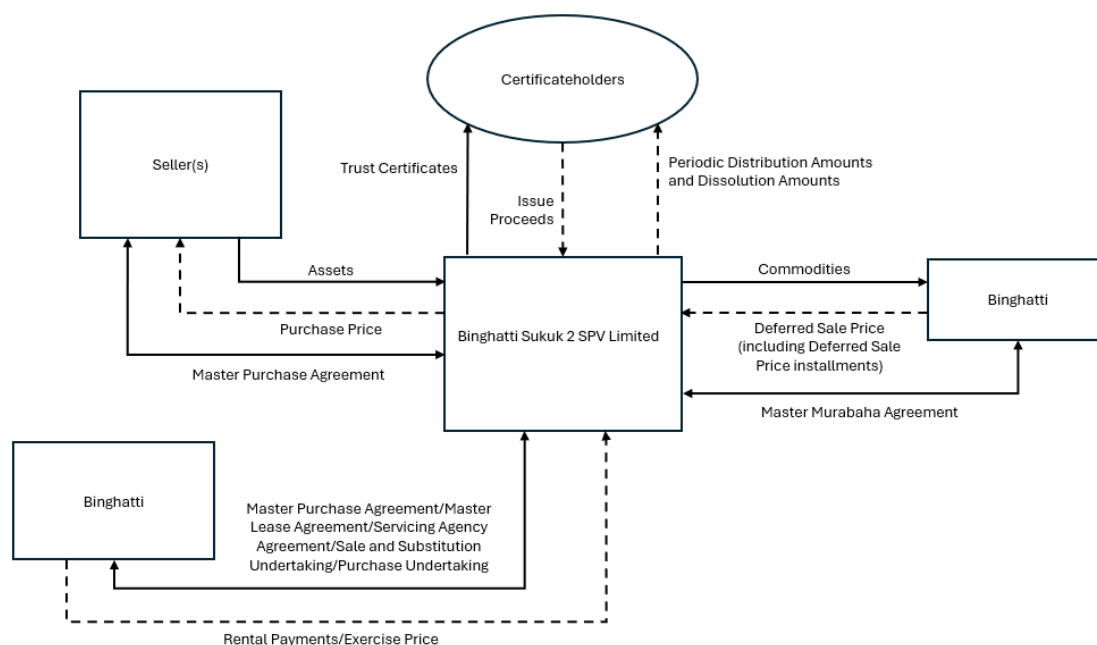 Certificateholders
Seller(s)
Trust Certificates
Periodic Distribution Amounts
and Dissolution Amounts
Issue
Proceeds
Assets
Commodities
Purchase Price
Binghatti Sukuk 2 SPV Limited
Binghatti
Deferred Sale Price
(including Deferred Sale
Price installments)
Master Purchase Agreement
Master Murabaha Agreement
Binghatti
Master Purchase Agreement/Master
Lease Agreement/Servicing Agency
Agreement/Sale and Substitution
Undertaking/Purchase Undertaking
Rental Payments/Exercise Price